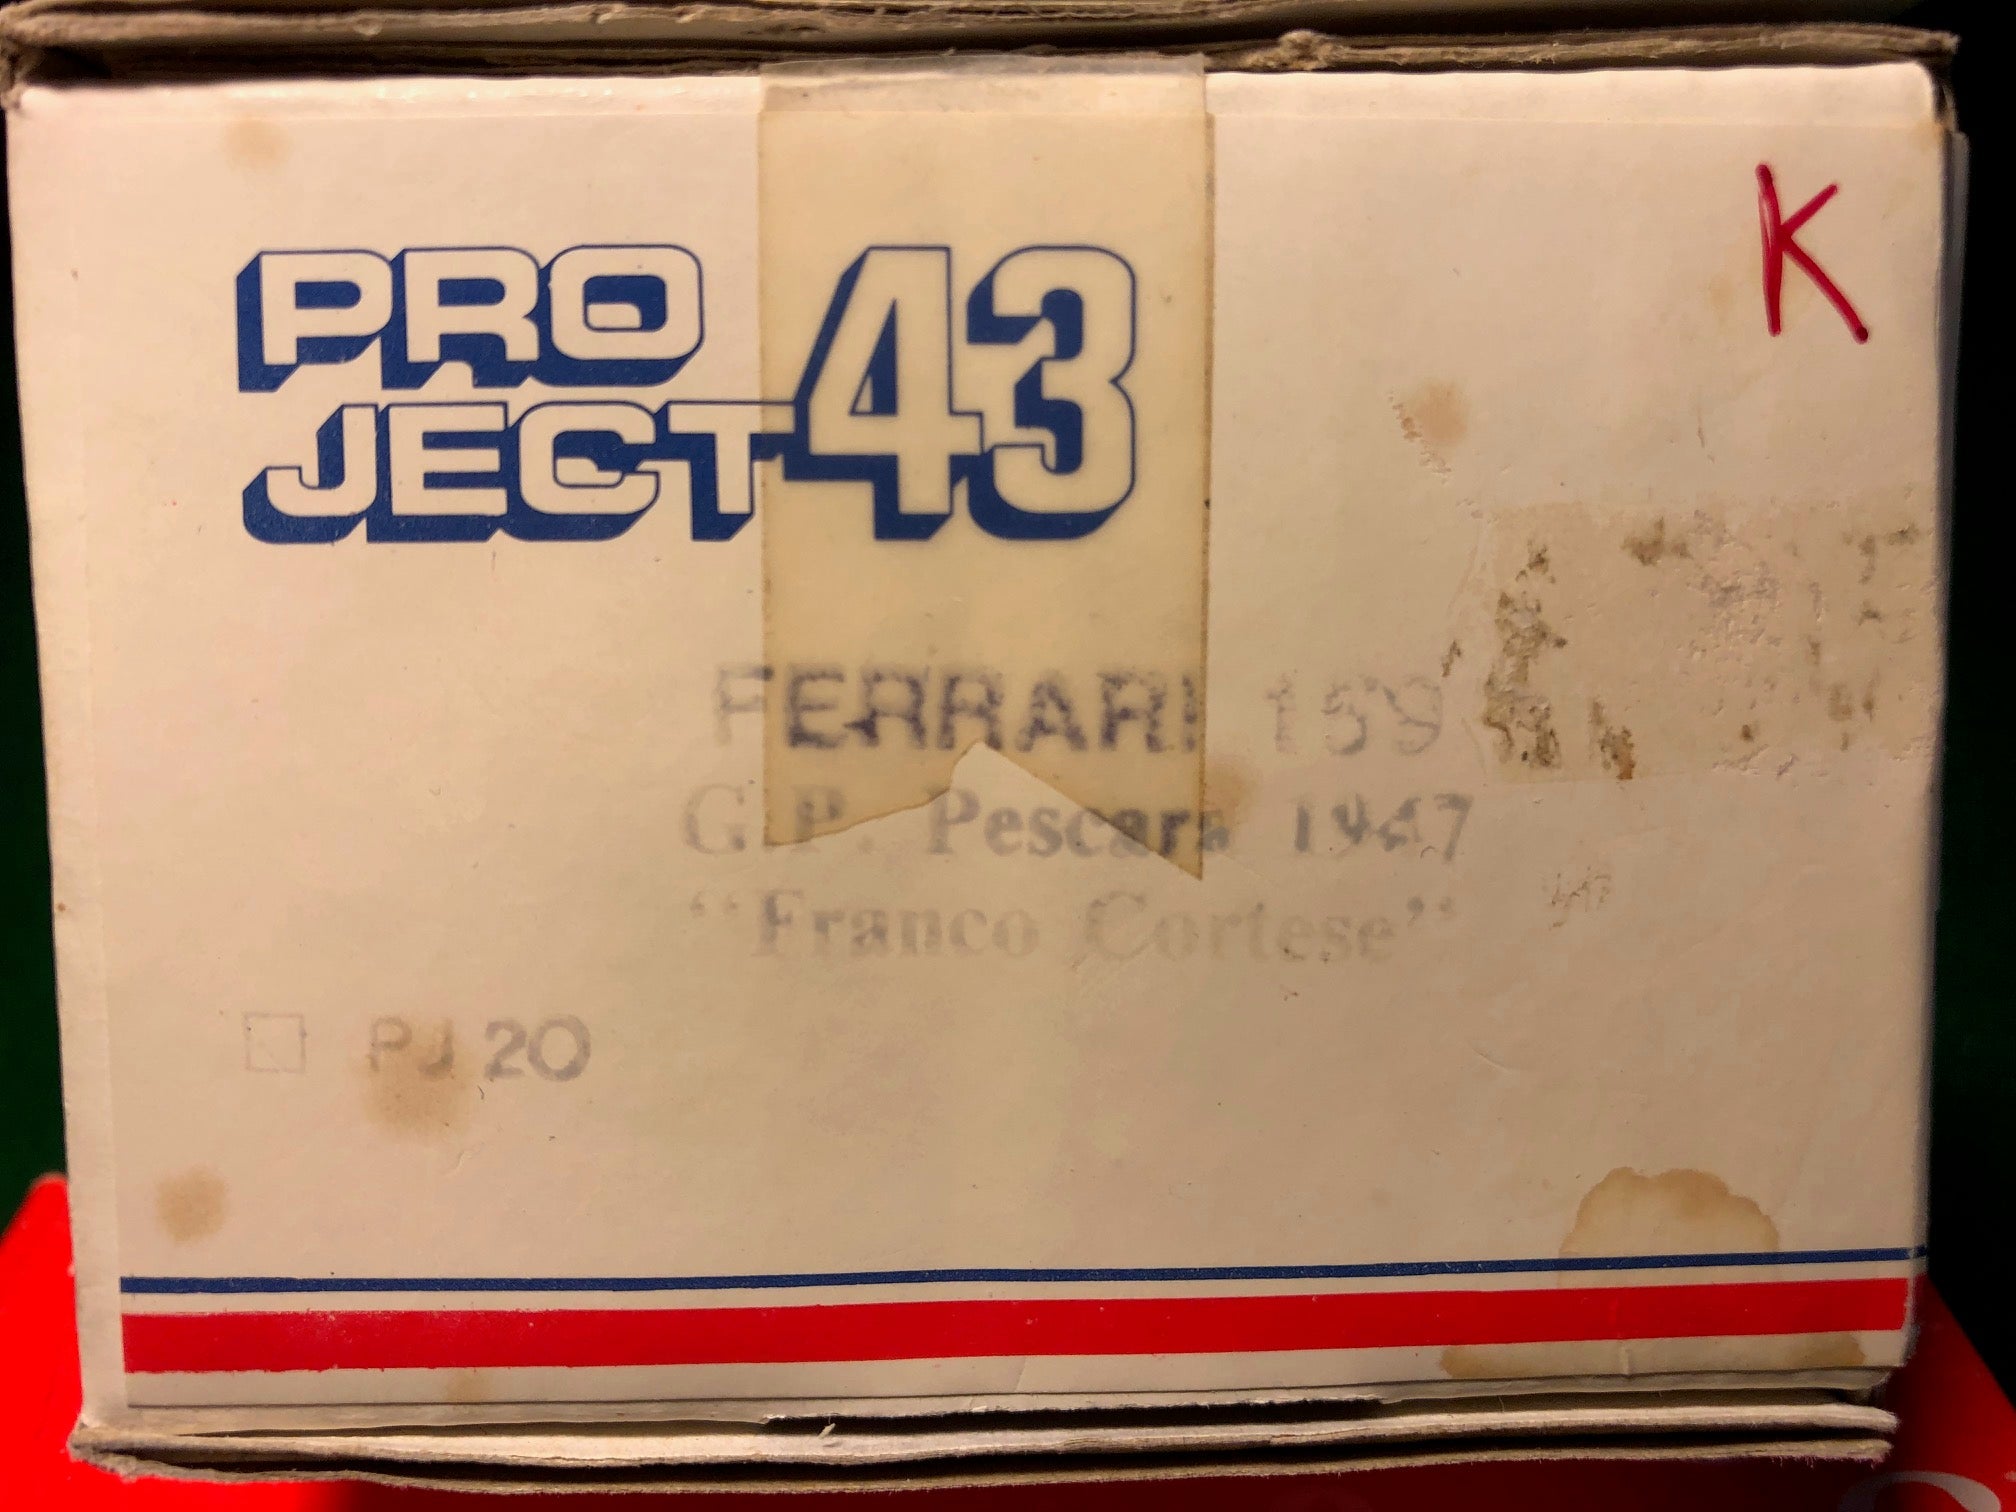 PRO
JECT 43
K
FERRARI 159
G.P. Pescara 1947
“Franco Cortese”
PJ 20